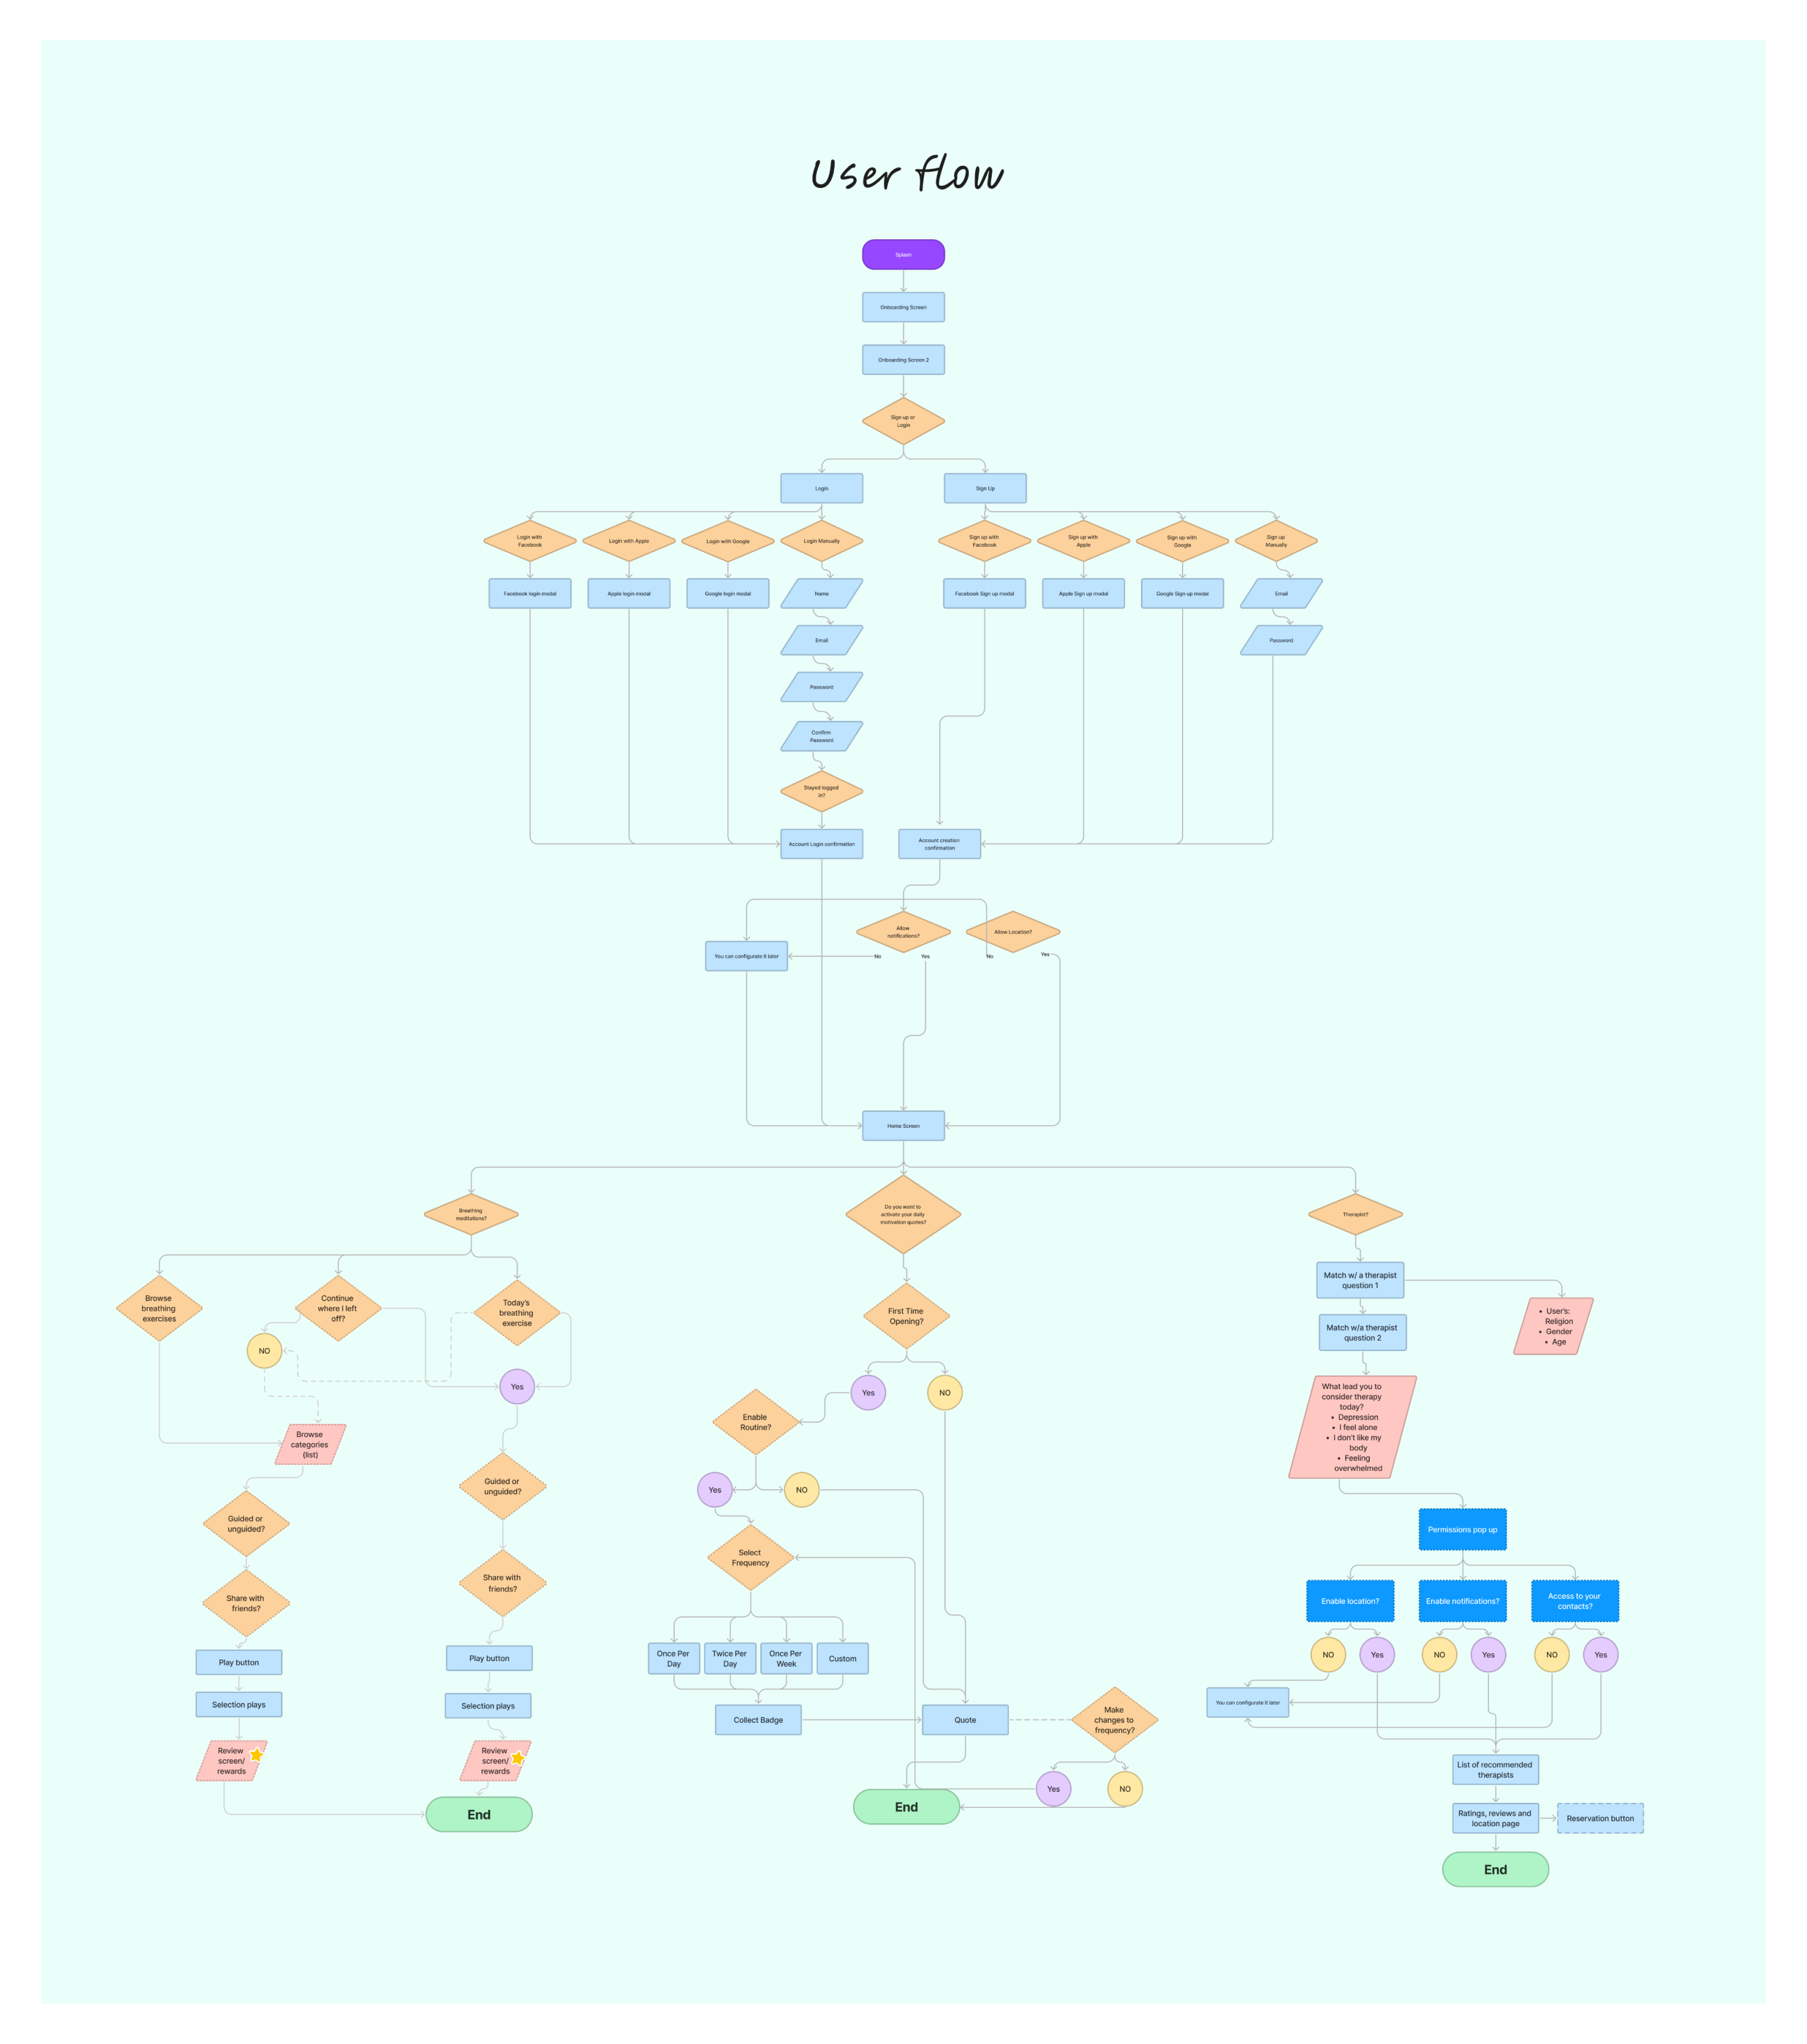 User flow
Splash
Onboarding Screen
Onboarding Screen 2
Sign up or
Login
Login
Sign Up
Login with
Facebook
Login with Apple
Login with Google
Login Manually
Sign up with
Facebook
Sign up with
Apple
Sign up with
Google
Sign up
Manually
Facebook login modal
Apple login modal
Google login modal
Name
Facebook Sign up modal
Apple Sign up modal
Google Sign up modal
Email
Email
Password
Password
Confirm
Password
Stayed logged
in?
Account Login confirmation
Account creation
confirmation
Allow
notifications?
Allow Location?
You can configurate it later
No
Yes
No
Yes
Home Screen
Breathing
meditations?
Do you want to
activate your daily
motivation quotes?
Therapist?
Browse
breathing
exercises
Continue
where I left
off?
Today's
breathing
exercise
NO
Yes
Browse
categories
(list)
Guided or
unguided?
Share with
friends?
Play button
Selection plays
Review
screen/
rewards
Guided or
unguided?
Share with
friends?
Play button
Selection plays
Review
screen/
rewards
End
First Time
Opening?
Yes
NO
Enable
Routine?
Yes
NO
Select
Frequency
Once Per
Day
Twice Per
Day
Once Per
Week
Custom
Collect Badge
Quote
Make
changes to
frequency?
Yes
NO
End
Match w/ a therapist
question 1
• User's:
Religion
• Gender
• Age
Match w/a therapist
question 2
What lead you to
consider therapy
today?
• Depression
• I feel alone
• I don't like my
body
• Feeling
overwhelmed
Permissions pop up
Enable location?
Enable notifications?
Access to your
contacts?
NO
Yes
NO
Yes
NO
Yes
You can configurate it later
List of recommended
therapists
Ratings, reviews and
location page
Reservation button
End